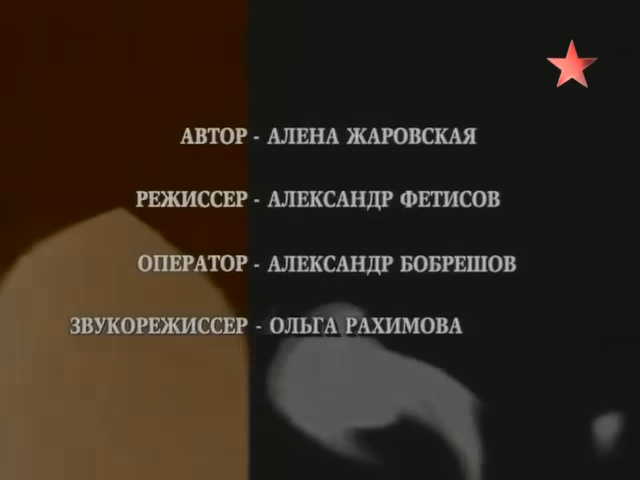 АВТОР - АЛЕНА ЖАРОВСКАЯ
РЕЖИССЕР - АЛЕКСАНДР ФЕТИСОВ
ОПЕРАТОР - АЛЕКСАНДР БОБРЕШОВ
ЗВУКОРЕЖИССЕР - ОЛЬГА РАХИМОВА